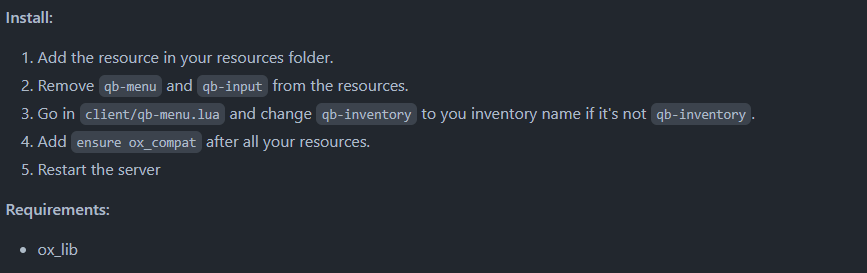 Install:
1. Add the resource in your resources folder.
2. Remove qb-menu and qb-input from the resources.
3. Go in client/qb-menu.lua and change qb-inventory to you inventory name if it's not qb-inventory.
4. Add ensure ox_compat after all your resources.
5. Restart the server
Requirements:
• ox_lib